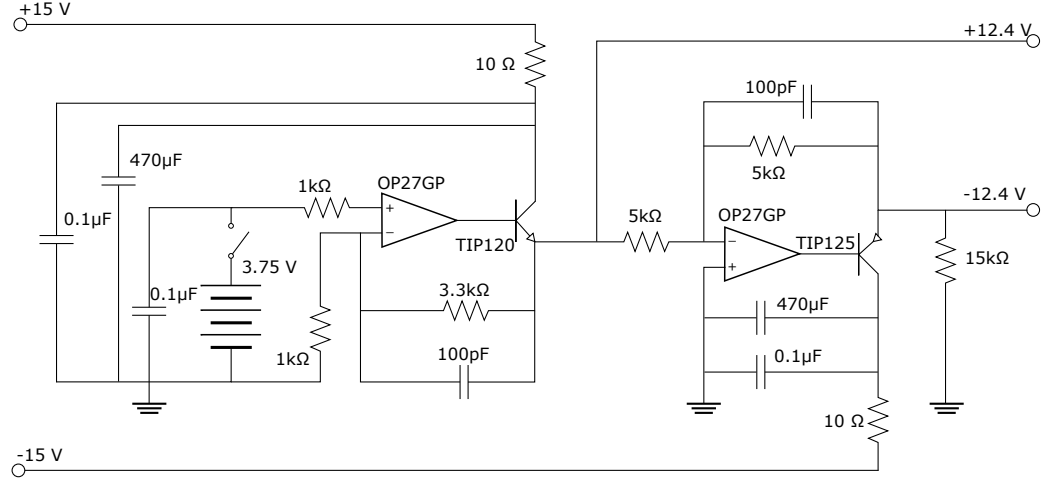 +15 V
+12.4 V
10 Ω
100pF
470µF
5kΩ
1kΩ
OP27GP
-12.4 V
0.1µF
5kΩ
OP27GP
TIP120
TIP125
15kΩ
3.75 V
0.1µF
3.3kΩ
470µF
1kΩ
100pF
0.1µF
10 Ω
-15 V
+
−
−
+